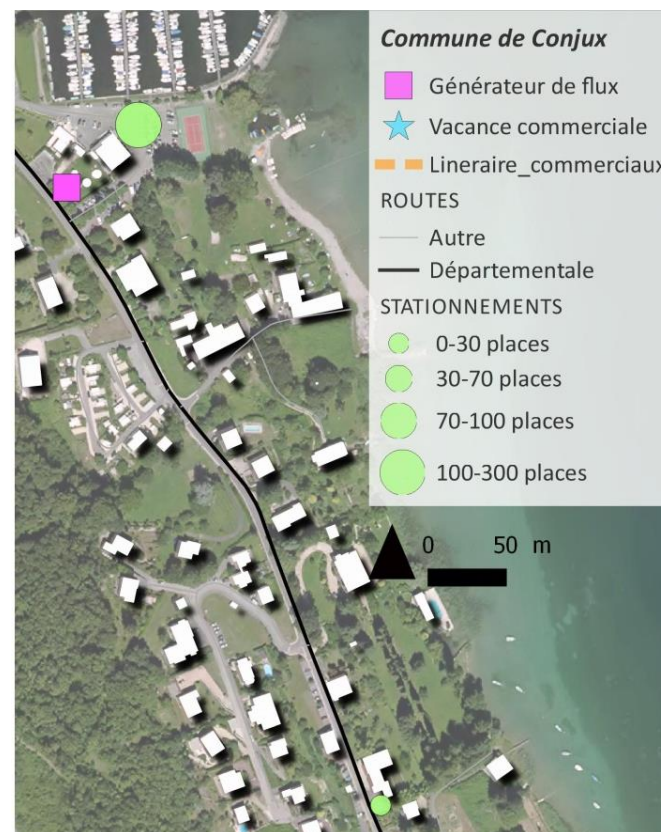 Commune de Conjux
Générateur de flux
Vacance commerciale
Lineraire_commerciaux
ROUTES
Autre
Départementale
STATIONNEMENTS
0-30 places
30-70 places
70-100 places
100-300 places
0 50 m